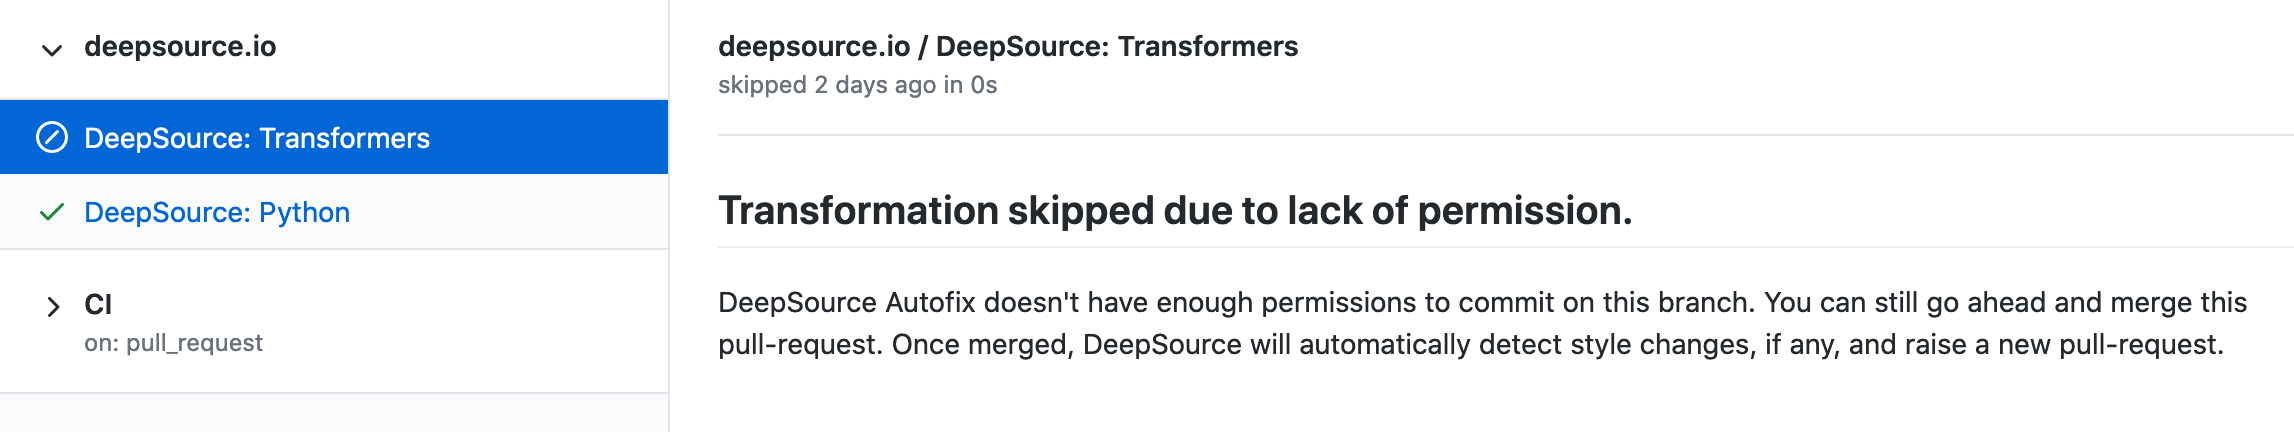 deepsource.io
DeepSource: Transformers
DeepSource: Python
CI
on: pull_request
deepsource.io / DeepSource: Transformers
skipped 2 days ago in 0s
Transformation skipped due to lack of permission.
DeepSource Autofix doesn't have enough permissions to commit on this branch. You can still go ahead and merge this
pull-request. Once merged, DeepSource will automatically detect style changes, if any, and raise a new pull-request.